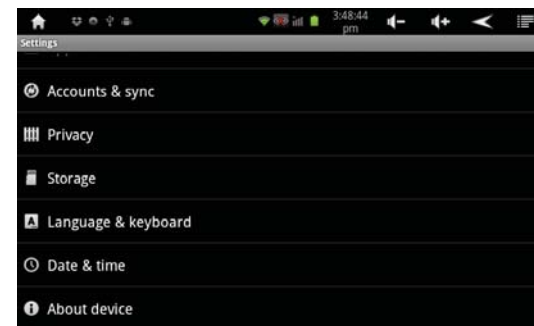 3:48:44
pm
Settings
Accounts & sync
Privacy
Storage
Language & keyboard
Date & time
About device